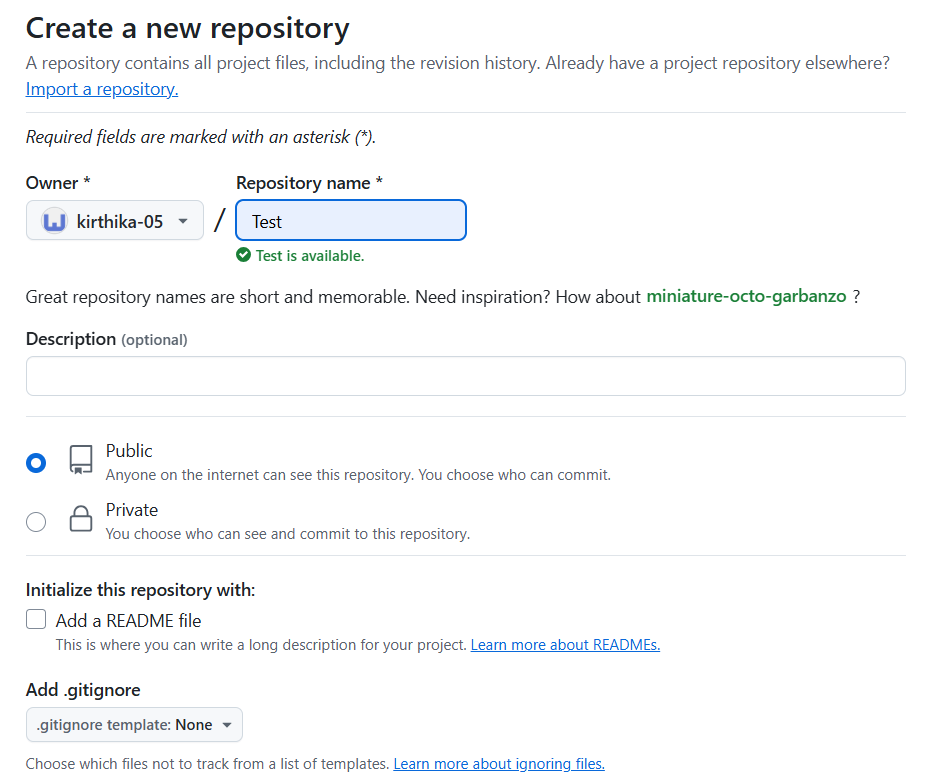 Create a new repository
A repository contains all project files, including the revision history. Already have a project repository elsewhere?
Import a repository.
Required fields are marked with an asterisk (*).
Owner * Repository name *
kirthika-05 / Test
Test is available.
Great repository names are short and memorable. Need inspiration? How about miniature-octo-garbanzo ?
Description (optional)
Public
Anyone on the internet can see this repository. You choose who can commit.
Private
You choose who can see and commit to this repository.
Initialize this repository with:
Add a README file
This is where you can write a long description for your project. Learn more about READMEs.
Add .gitignore
.gitignore template: None
Choose which files not to track from a list of templates. Learn more about ignoring files.